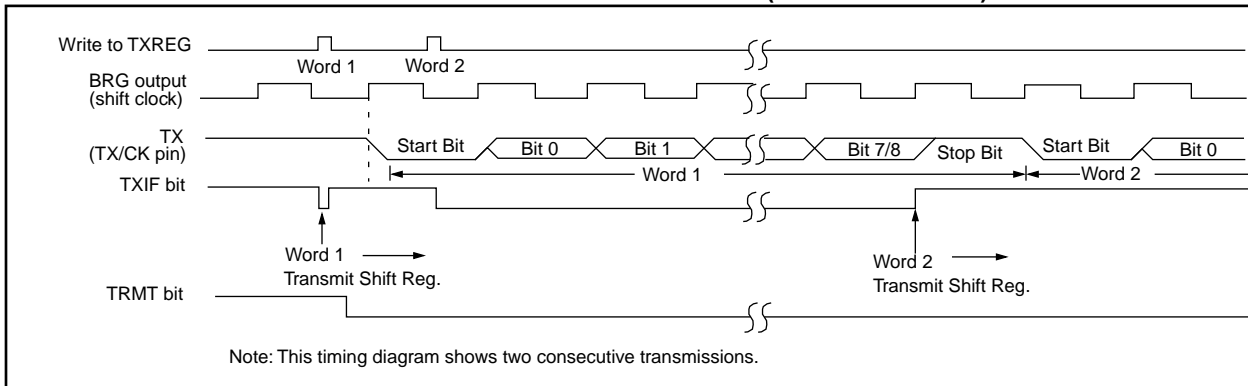 Write to TXREG
Word 1
Word 2
BRG output
(shift clock)
TX
(TX/CK pin)
Start Bit
Bit 0
Bit 1
Bit 7/8
Stop Bit
Start Bit
Bit 0
Word 1
Word 2
TXIF bit
Word 1
Transmit Shift Reg.
Word 2
Transmit Shift Reg.
TRMT bit
Note: This timing diagram shows two consecutive transmissions.